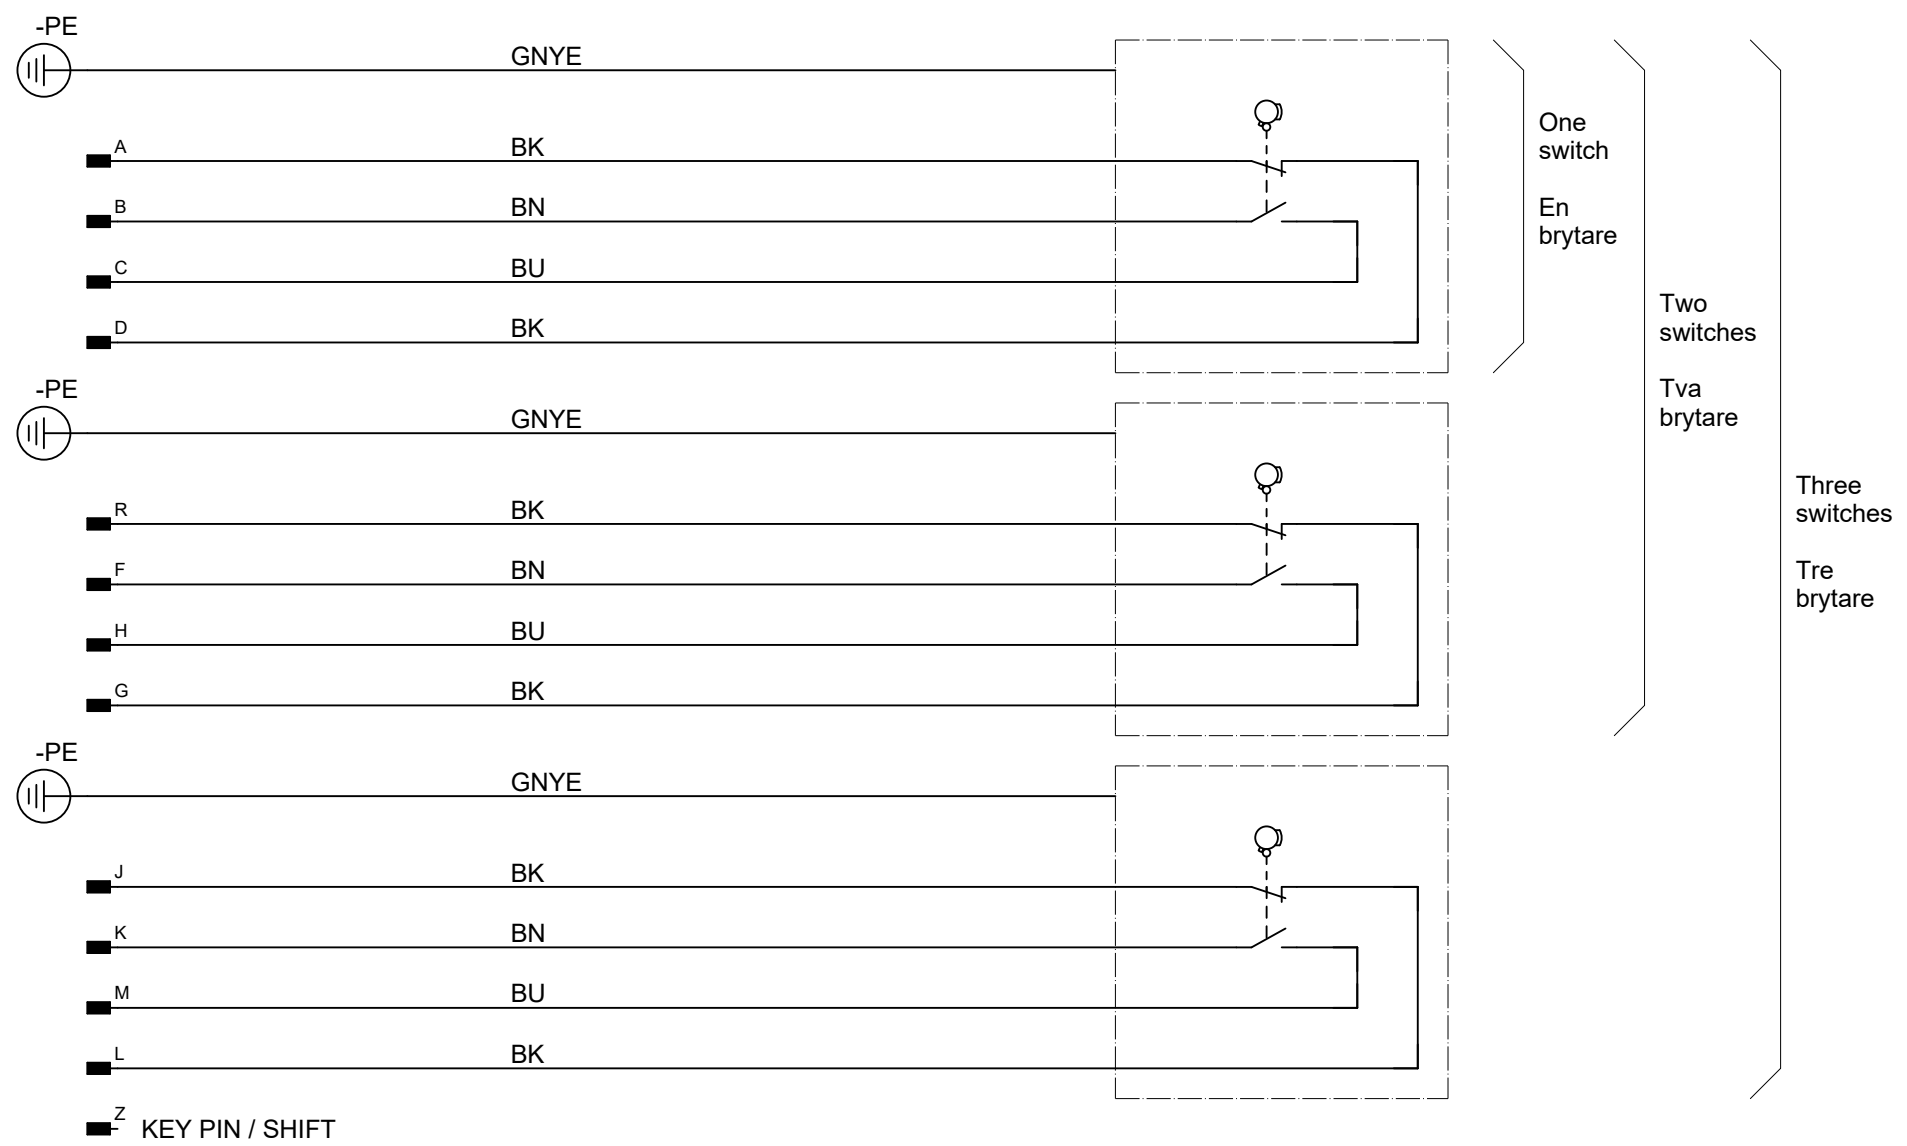 -PE
GNYE
A
BK
B
BN
C
BU
D
BK
One
switch
En
brytare
-PE
GNYE
R
BK
F
BN
H
BU
G
BK
Two
switches
Tva
brytare
-PE
GNYE
J
BK
K
BN
M
BU
L
BK
Three
switches
Tre
brytare
Z
KEY PIN / SHIFT